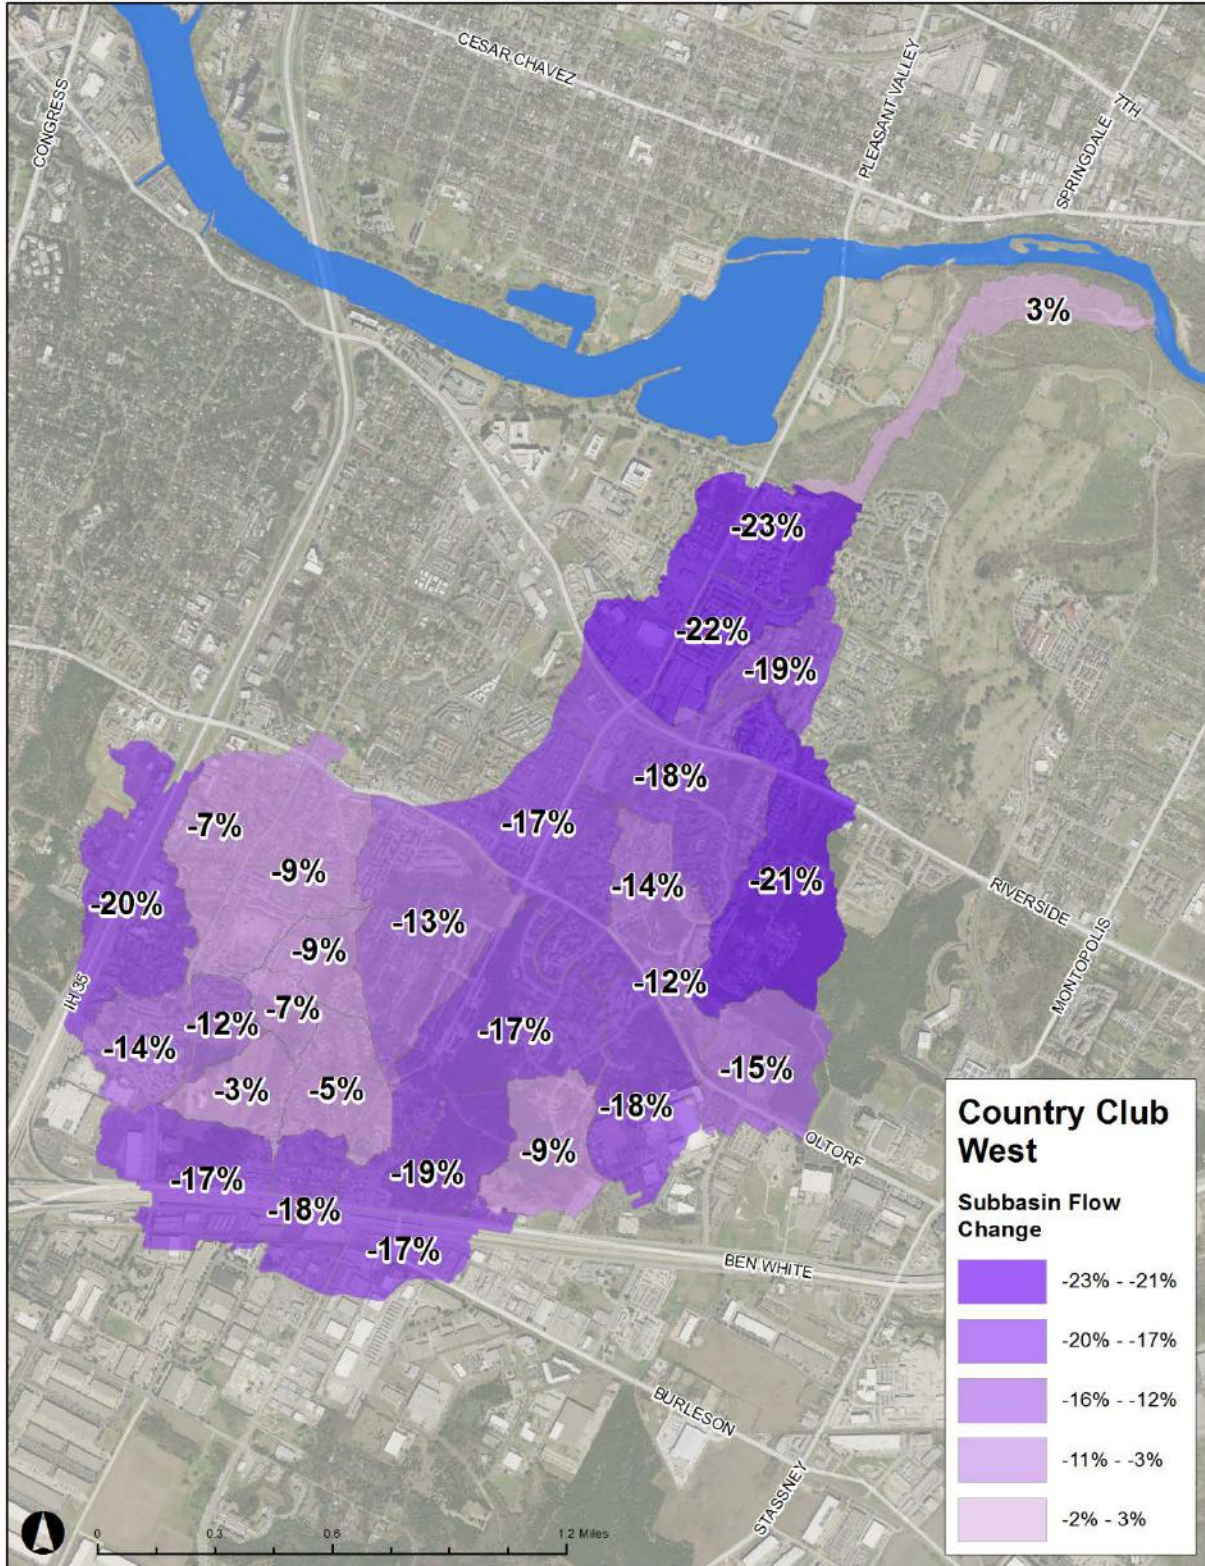 CESAR CHAVEZ
CONGRESS
PLEASANT VALLEY
7TH
SPRINGDALE
3%
-23%
-22%
-19%
-18%
-17%
-7%
-9%
-14%
-21%
-20%
-13%
RIVERSIDE
-9%
-12%
MONTOPOLIS
IH 35
-7%
-12%
-17%
-14%
-15%
-3%
-5%
-18%
OLTORF
-9%
-17%
-19%
-18%
-17%
BEN WHITE
BURLESON
STASSNEY
Country Club
West
Subbasin Flow
Change
-23% - -21%
-20% - -17%
-16% - -12%
-11% - -3%
-2% - 3%
0 0.3 0.6 1.2 Miles